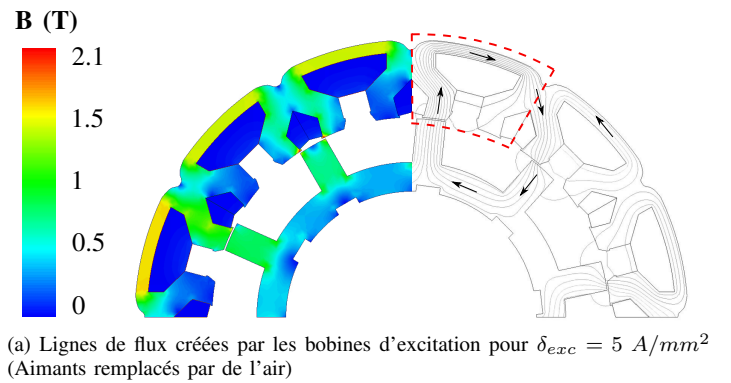 B (T)
2.1
1.5
1
0.5
0
(a) Lignes de flux créées par les bobines d'excitation pour δexc = 5 A/mm²
(Aimants remplacés par de l'air)